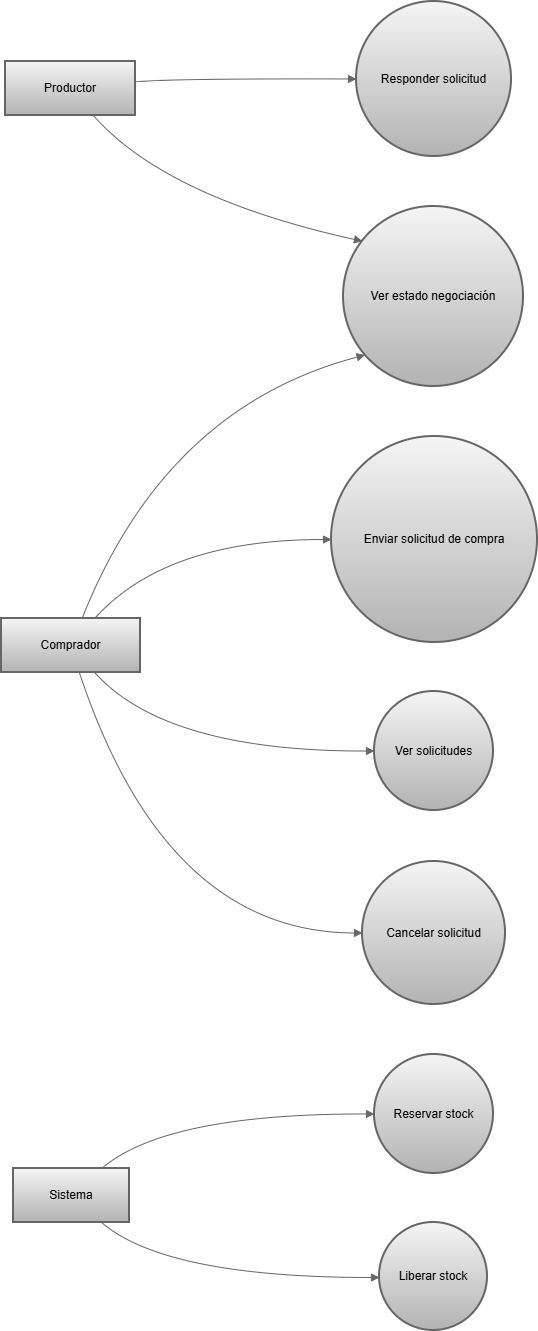 Productor
Responder solicitud
Ver estado negociación
Enviar solicitud de compra
Comprador
Ver solicitudes
Cancelar solicitud
Reservar stock
Sistema
Liberar stock